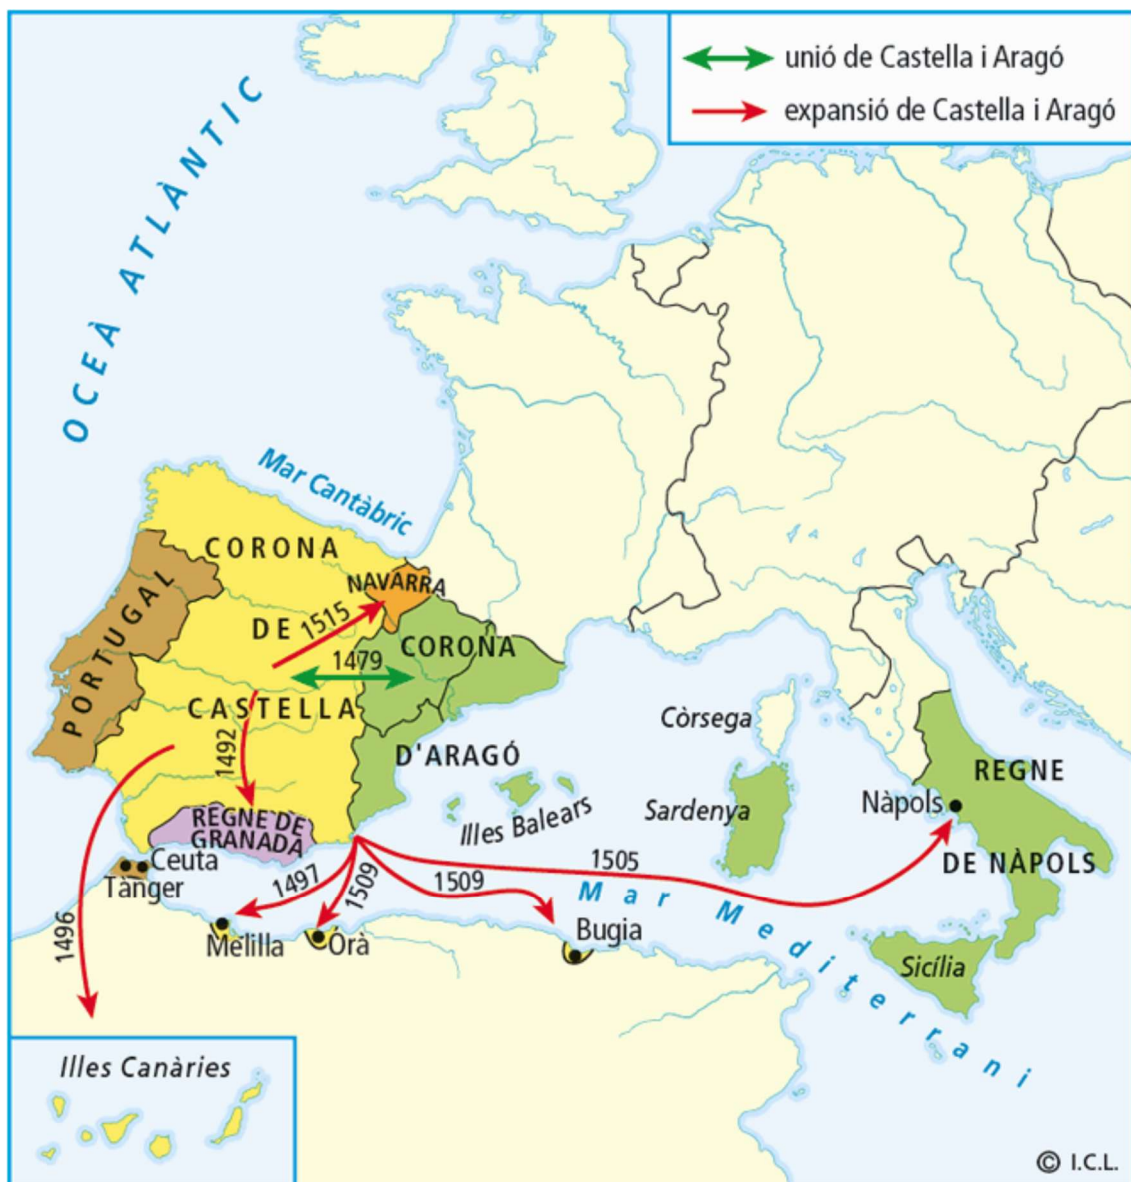 unió de Castella i Aragó
expansió de Castella i Aragó
OCEÀ ATLÀNTIC
Mar Cantàbric
CORONA
NAVARRA
PORTUGAL
DE
1515
CORONA
1479
CASTELLA
Còrsega
1492
D'ARAGÓ
REGNE
Nàpols
Sardenya
Illes Balears
REGNE DE
GRANADA
Ceuta
Tànger
1505
DE NÀPOLS
1497
1509
1509
Mar Mediterrani
1496
Melilla
Orà
Bugia
Sicília
Illes Canàries
© I.C.L.